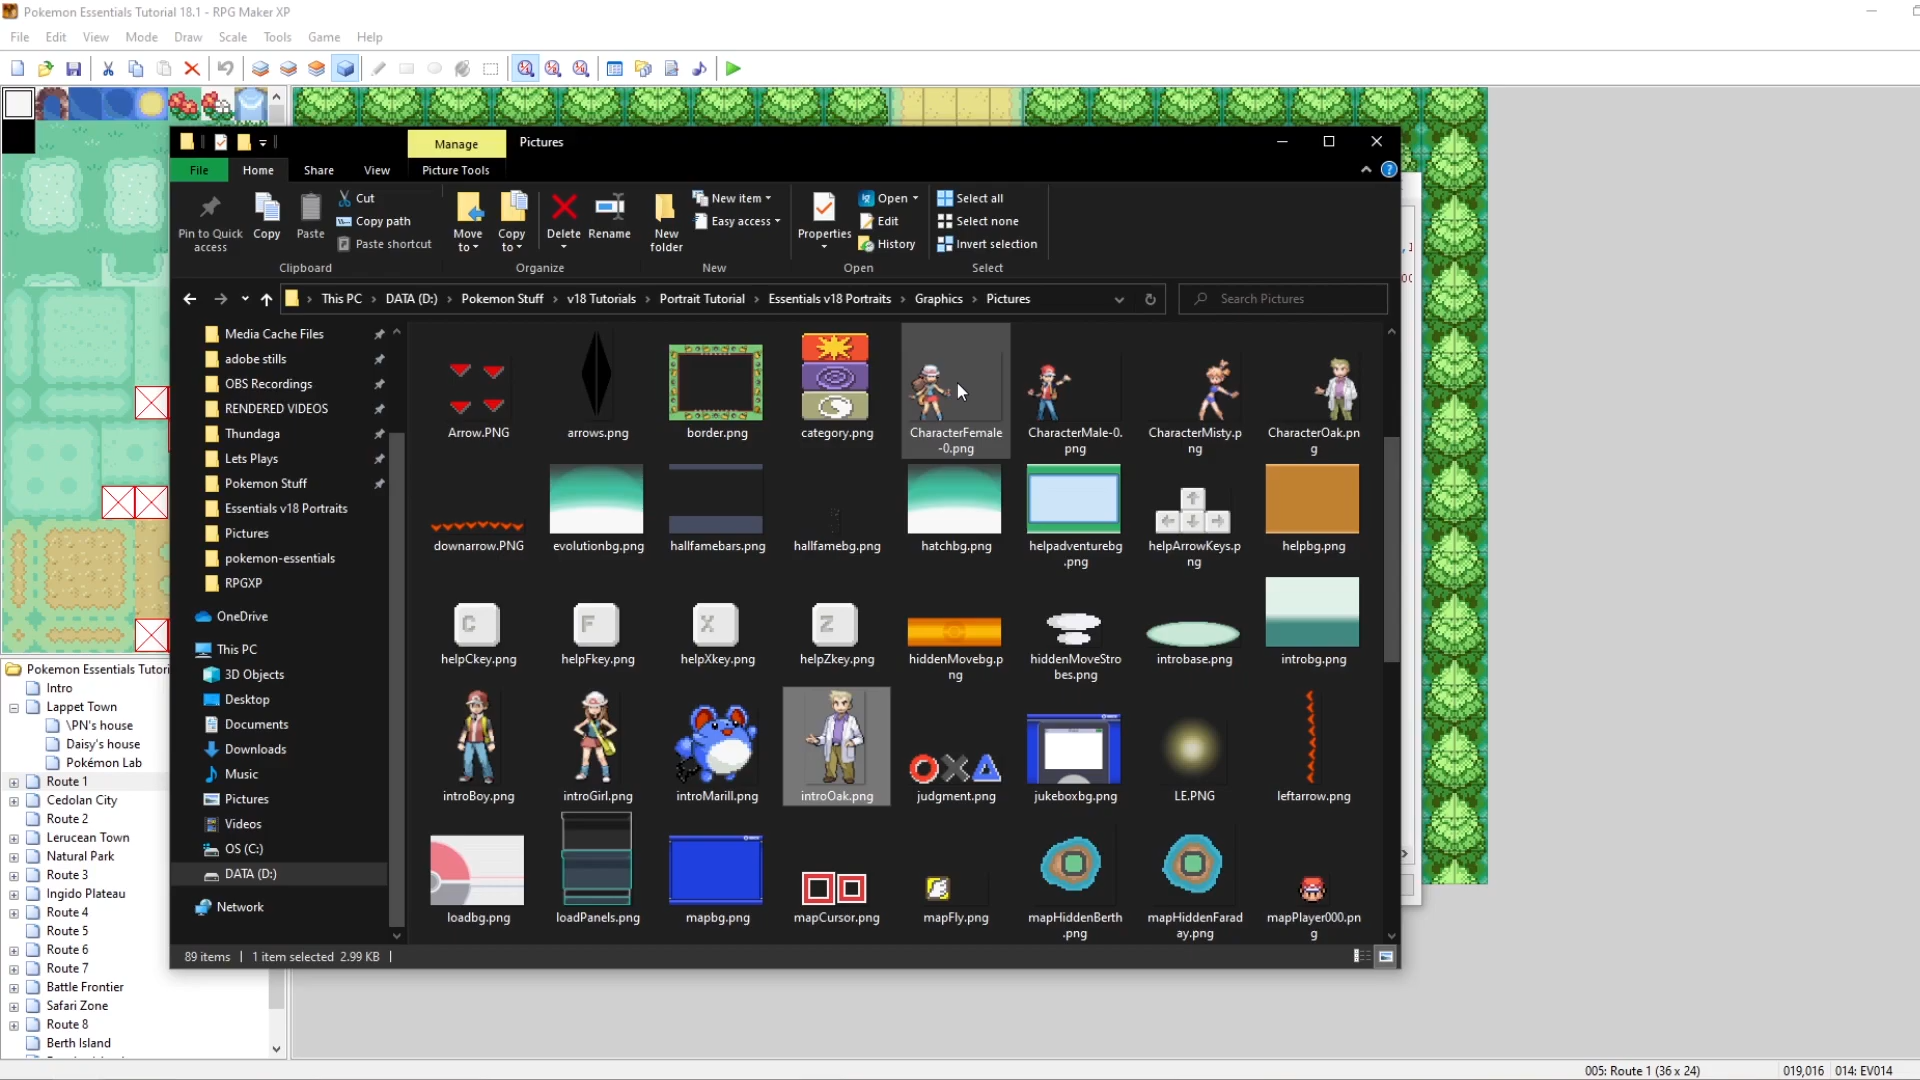 Pokemon Essentials Tutorial 18.1 - RPG Maker XP
File Edit View Mode Draw Scale Tools Game Help
Manage Pictures
File Home Share View Picture Tools
Pin to Quick access
Copy
Paste
Cut
Copy path
Paste shortcut
Clipboard
Move to
Copy to
Delete
Rename
Organize
New folder
New item
Easy access
New
Properties
Open
Edit
History
Open
Select all
Select none
Invert selection
Select
This PC DATA (D:) Pokemon Stuff v18 Tutorials Portrait Tutorial Essentials v18 Portraits Graphics Pictures
Search Pictures
Media Cache Files
adobe stills
OBS Recordings
RENDERED VIDEOS
Thundaga
Lets Plays
Pokemon Stuff
Essentials v18 Portraits
Pictures
pokemon-essentials
RPGXP
OneDrive
This PC
3D Objects
Desktop
Documents
Downloads
Music
Pictures
Videos
OS (C:)
DATA (D:)
Network
Arrow.PNG
arrows.png
border.png
category.png
CharacterFemale
-0.png
CharacterMale-0.
png
CharacterMisty.p
ng
CharacterOak.pn
g
downarrow.PNG
evolutionbg.png
hallfamebars.png
hallfamebg.png
hatchbg.png
helpadventurebg
.png
helpArrowKeys.p
ng
helpbg.png
C
F
X
Z
helpCkey.png
helpFkey.png
helpXkey.png
helpZkey.png
hiddenMovebg.p
ng
hiddenMoveStro
bes.png
introbase.png
introbg.png
introBoy.png
introGirl.png
introMarill.png
introOak.png
judgment.png
jukeboxbg.png
LE.PNG
leftarrow.png
loadbg.png
loadPanels.png
mapbg.png
mapCursor.png
mapFly.png
mapHiddenBerth
.png
mapHiddenFarad
ay.png
mapPlayer000.pn
g
89 items 1 item selected 2.99 KB
Pokemon Essentials Tutori
Intro
Lappet Town
\PN's house
Daisy's house
Pokémon Lab
Route 1
Cedolan City
Route 2
Lerucean Town
Natural Park
Route 3
Ingido Plateau
Route 4
Route 5
Route 6
Route 7
Battle Frontier
Safari Zone
Route 8
Berth Island
005: Route 1 (36 x 24) 019,016 014: EV014